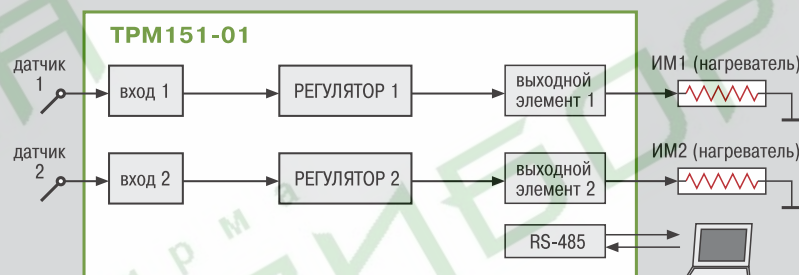 ТРМ151-01
датчик
1
вход 1
РЕГУЛЯТОР 1
выходной
элемент 1
ИМ1 (нагреватель)
датчик
2
вход 2
РЕГУЛЯТОР 2
выходной
элемент 2
ИМ2 (нагреватель)
RS-485